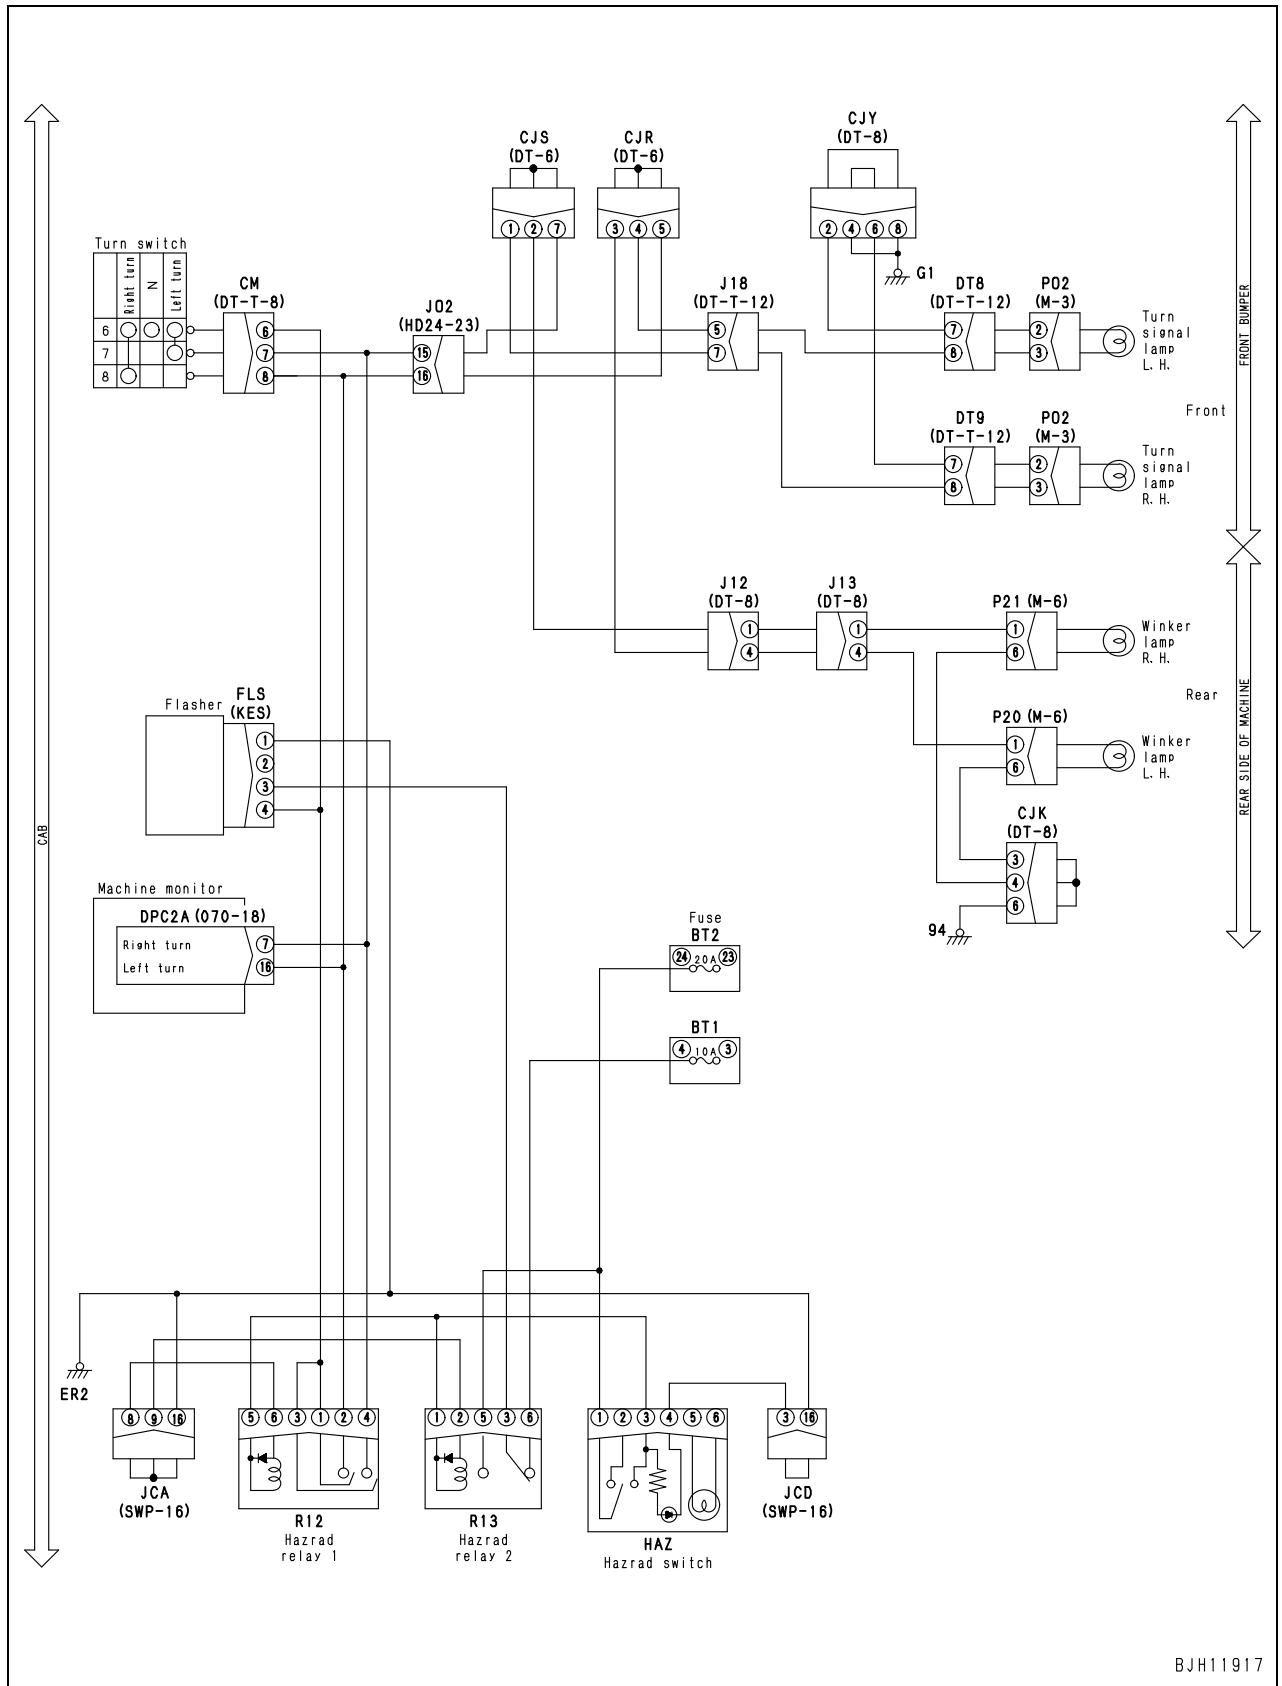 CJS
(DT-6)
CJR
(DT-6)
CJY
(DT-8)
1 2 7
3 4 5
2 4 6 8
G1
Turn switch
Right turn
N
Left turn
6
7
8
CM
(DT-T-8)
6
7
8
J02
(HD24-23)
15
16
J18
(DT-T-12)
5
7
DT8
(DT-T-12)
7
8
P02
(M-3)
2
3
Turn
signal
lamp
L.H.
FRONT BUMPER
Front
DT9
(DT-T-12)
7
8
P02
(M-3)
2
3
Turn
signal
lamp
R.H.
J12
(DT-8)
1
4
J13
(DT-8)
1
4
P21 (M-6)
1
6
Winker
lamp
R.H.
Rear
REAR SIDE OF MACHINE
P20 (M-6)
1
6
Winker
lamp
L.H.
CJK
(DT-8)
3
4
6
94
CAB
Flasher
FLS
(KES)
1
2
3
4
Machine monitor
DPC2A (070-18)
Right turn 7
Left turn 16
Fuse
BT2
24 20A 23
BT1
4 10A 3
ER2
8 9 16
JCA
(SWP-16)
5 6 3 1 2 4
R12
Hazrad
relay 1
1 2 5 3 6
R13
Hazrad
relay 2
1 2 3 4 5 6
HAZ
Hazrad switch
3 16
JCD
(SWP-16)
BJH11917